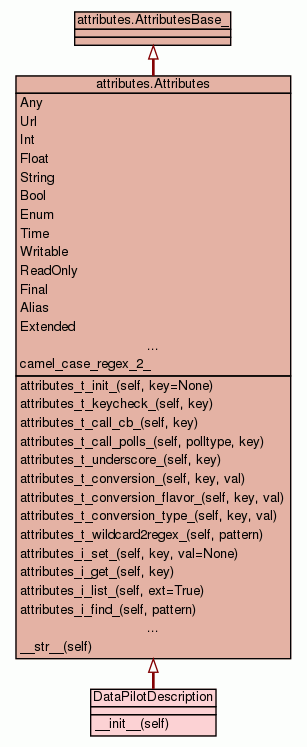 attributes.AttributesBase_
attributes.Attributes
Any
Url
Int
Float
String
Bool
Enum
Time
Writable
ReadOnly
Final
Alias
Extended
...
camel_case_regex_2_
attributes_t_init_(self, key=None)
attributes_t_keycheck_(self, key)
attributes_t_call_cb_(self, key)
attributes_t_call_polls_(self, polltype, key)
attributes_t_underscore_(self, key)
attributes_t_conversion_(self, key, val)
attributes_t_conversion_flavor_(self, key, val)
attributes_t_conversion_type_(self, key, val)
attributes_t_wildcard2regex_(self, pattern)
attributes_i_set_(self, key, val=None)
attributes_i_get_(self, key)
attributes_i_list_(self, ext=True)
attributes_i_find_(self, pattern)
...
__str__(self)
DataPilotDescription
__init__(self)